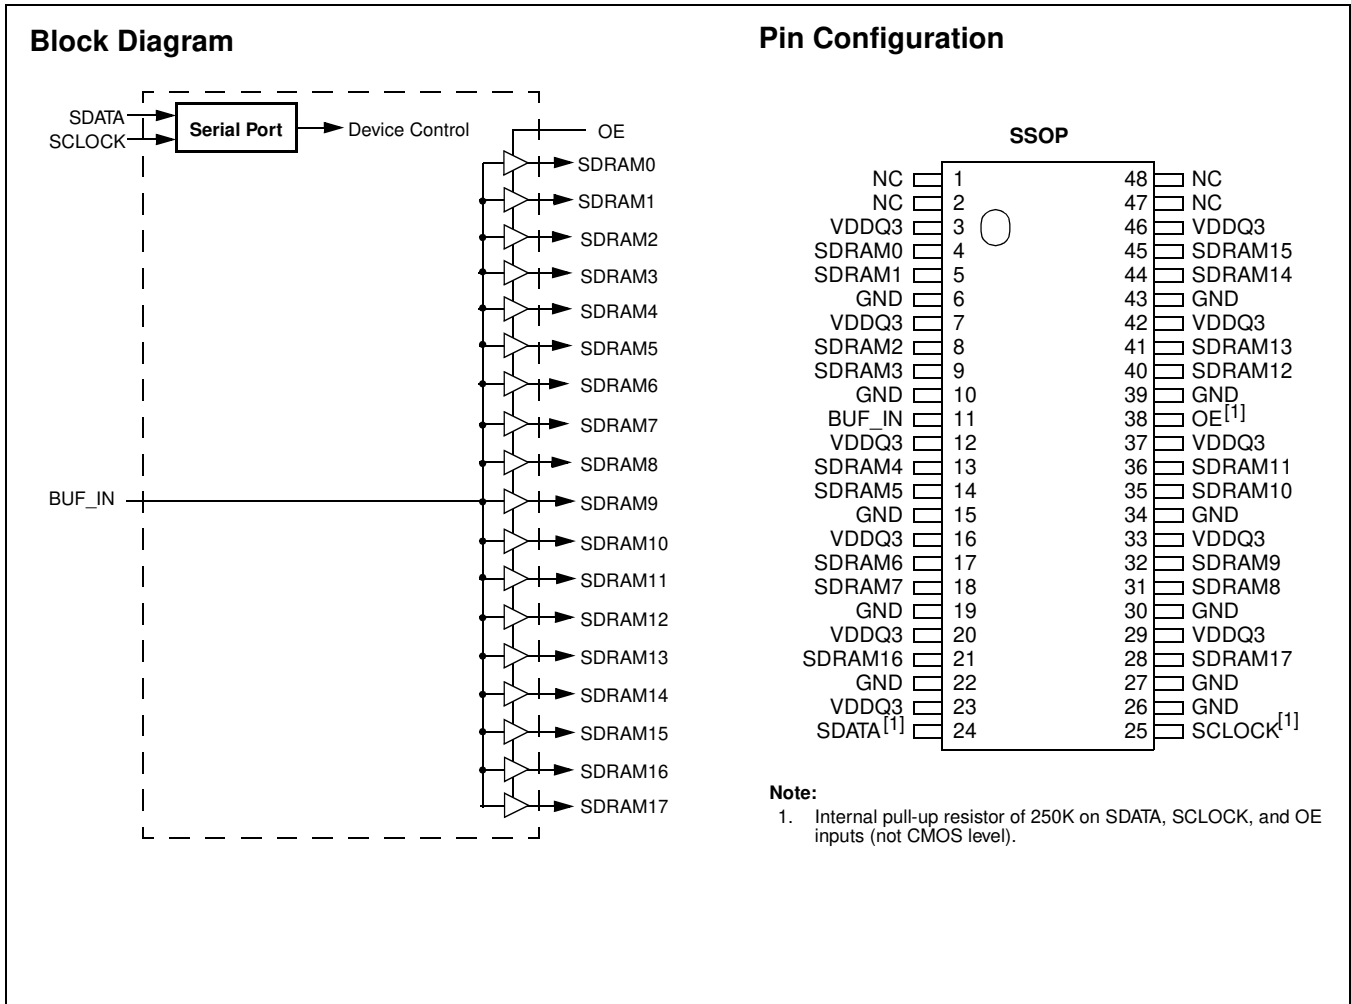 Block Diagram
SDATA
SCLOCK
Serial Port
Device Control
OE
SDRAM0
SDRAM1
SDRAM2
SDRAM3
SDRAM4
SDRAM5
SDRAM6
SDRAM7
SDRAM8
BUF_IN
SDRAM9
SDRAM10
SDRAM11
SDRAM12
SDRAM13
SDRAM14
SDRAM15
SDRAM16
SDRAM17
Pin Configuration
SSOP
NC 1 48 NC
NC 2 47 NC
VDDQ3 3 46 VDDQ3
SDRAM0 4 45 SDRAM15
SDRAM1 5 44 SDRAM14
GND 6 43 GND
VDDQ3 7 42 VDDQ3
SDRAM2 8 41 SDRAM13
SDRAM3 9 40 SDRAM12
GND 10 39 GND
BUF_IN 11 38 OE[1]
VDDQ3 12 37 VDDQ3
SDRAM4 13 36 SDRAM11
SDRAM5 14 35 SDRAM10
GND 15 34 GND
VDDQ3 16 33 VDDQ3
SDRAM6 17 32 SDRAM9
SDRAM7 18 31 SDRAM8
GND 19 30 GND
VDDQ3 20 29 VDDQ3
SDRAM16 21 28 SDRAM17
GND 22 27 GND
VDDQ3 23 26 GND
SDATA[1] 24 25 SCLOCK[1]
Note:
1. Internal pull-up resistor of 250K on SDATA, SCLOCK, and OE
inputs (not CMOS level).